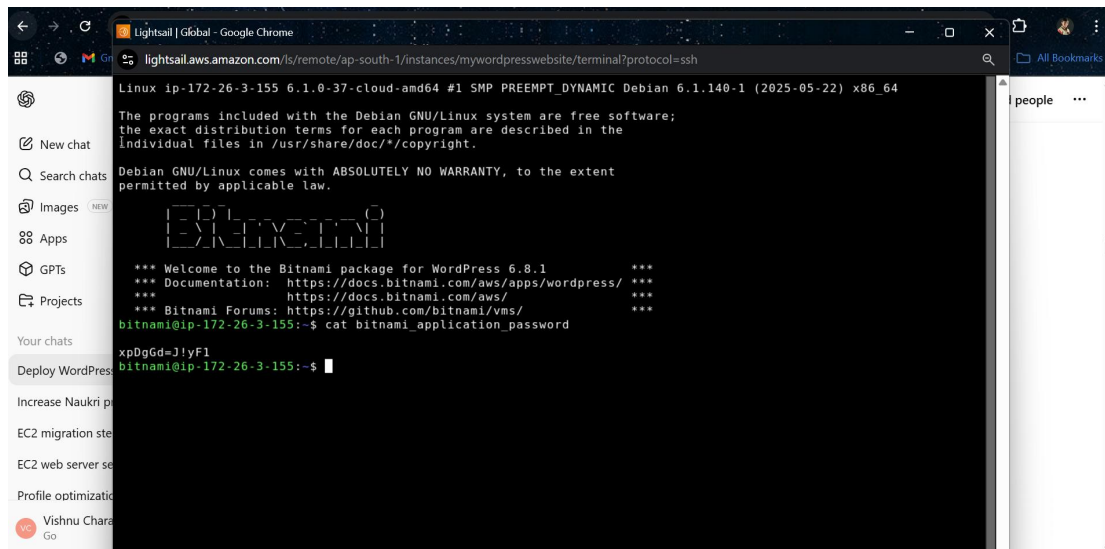 Lightsail | Global - Google Chrome
lightsail.aws.amazon.com/ls/remote/ap-south-1/instances/mywordpresswebsite/terminal?protocol=ssh
All Bookmarks
New chat
Search chats
Images NEW
Apps
GPTs
Projects
Your chats
Deploy WordPres
Increase Naukri p
EC2 migration ste
EC2 web server se
Profile optimizatio
VC
Vishnu Chara
Go
people
Linux ip-172-26-3-155 6.1.0-37-cloud-amd64 #1 SMP PREEMPT_DYNAMIC Debian 6.1.140-1 (2025-05-22) x86_64
The programs included with the Debian GNU/Linux system are free software;
the exact distribution terms for each program are described in the
individual files in /usr/share/doc/*/copyright.
Debian GNU/Linux comes with ABSOLUTELY NO WARRANTY, to the extent
permitted by applicable law.
Bitnami
*** Welcome to the Bitnami package for WordPress 6.8.1 ***
*** Documentation: https://docs.bitnami.com/aws/apps/wordpress/ ***
*** https://docs.bitnami.com/aws/ ***
*** Bitnami Forums: https://github.com/bitnami/vms/ ***
bitnami@ip-172-26-3-155:~$ cat bitnami_application_password
xpDgGd=J!yF1
bitnami@ip-172-26-3-155:~$